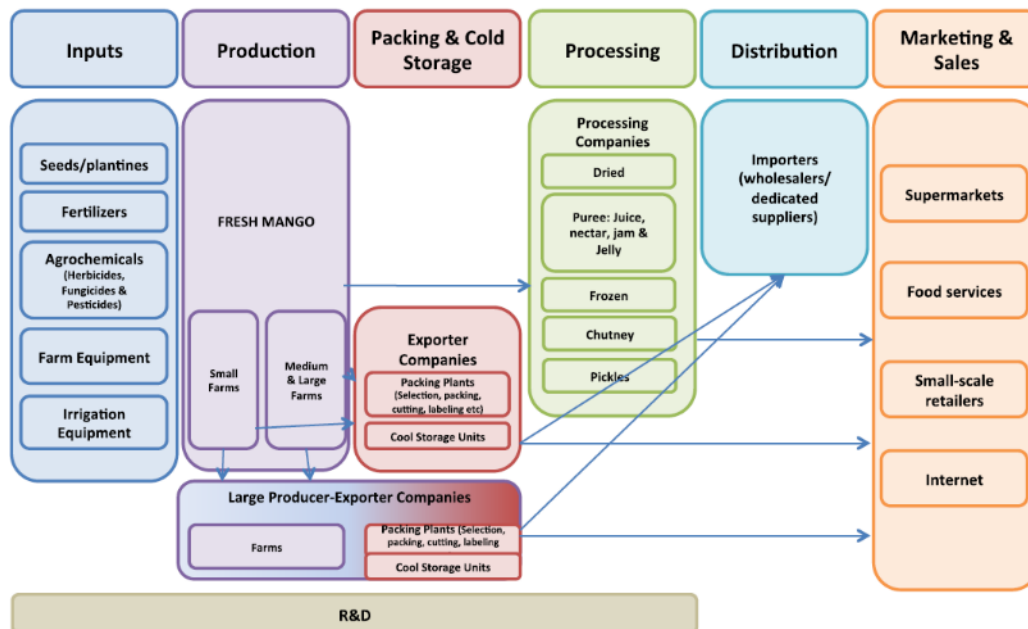 Inputs
Production
Packing & Cold
Storage
Processing
Distribution
Marketing &
Sales
Seeds/plantines
Fertilizers
Agrochemicals
(Herbicides,
Fungicides &
Pesticides)
Farm Equipment
Irrigation
Equipment
FRESH MANGO
Small
Farms
Medium
& Large
Farms
Exporter
Companies
Packing Plants
(Selection, packing,
cutting, labeling etc)
Cool Storage Units
Processing
Companies
Dried
Puree: Juice,
nectar, jam &
Jelly
Frozen
Chutney
Pickles
Importers
(wholesalers/
dedicated
suppliers)
Supermarkets
Food services
Small-scale
retailers
Internet
Large Producer-Exporter Companies
Farms
Packing Plants (Selection,
packing, cutting, labeling
Cool Storage Units
R&D